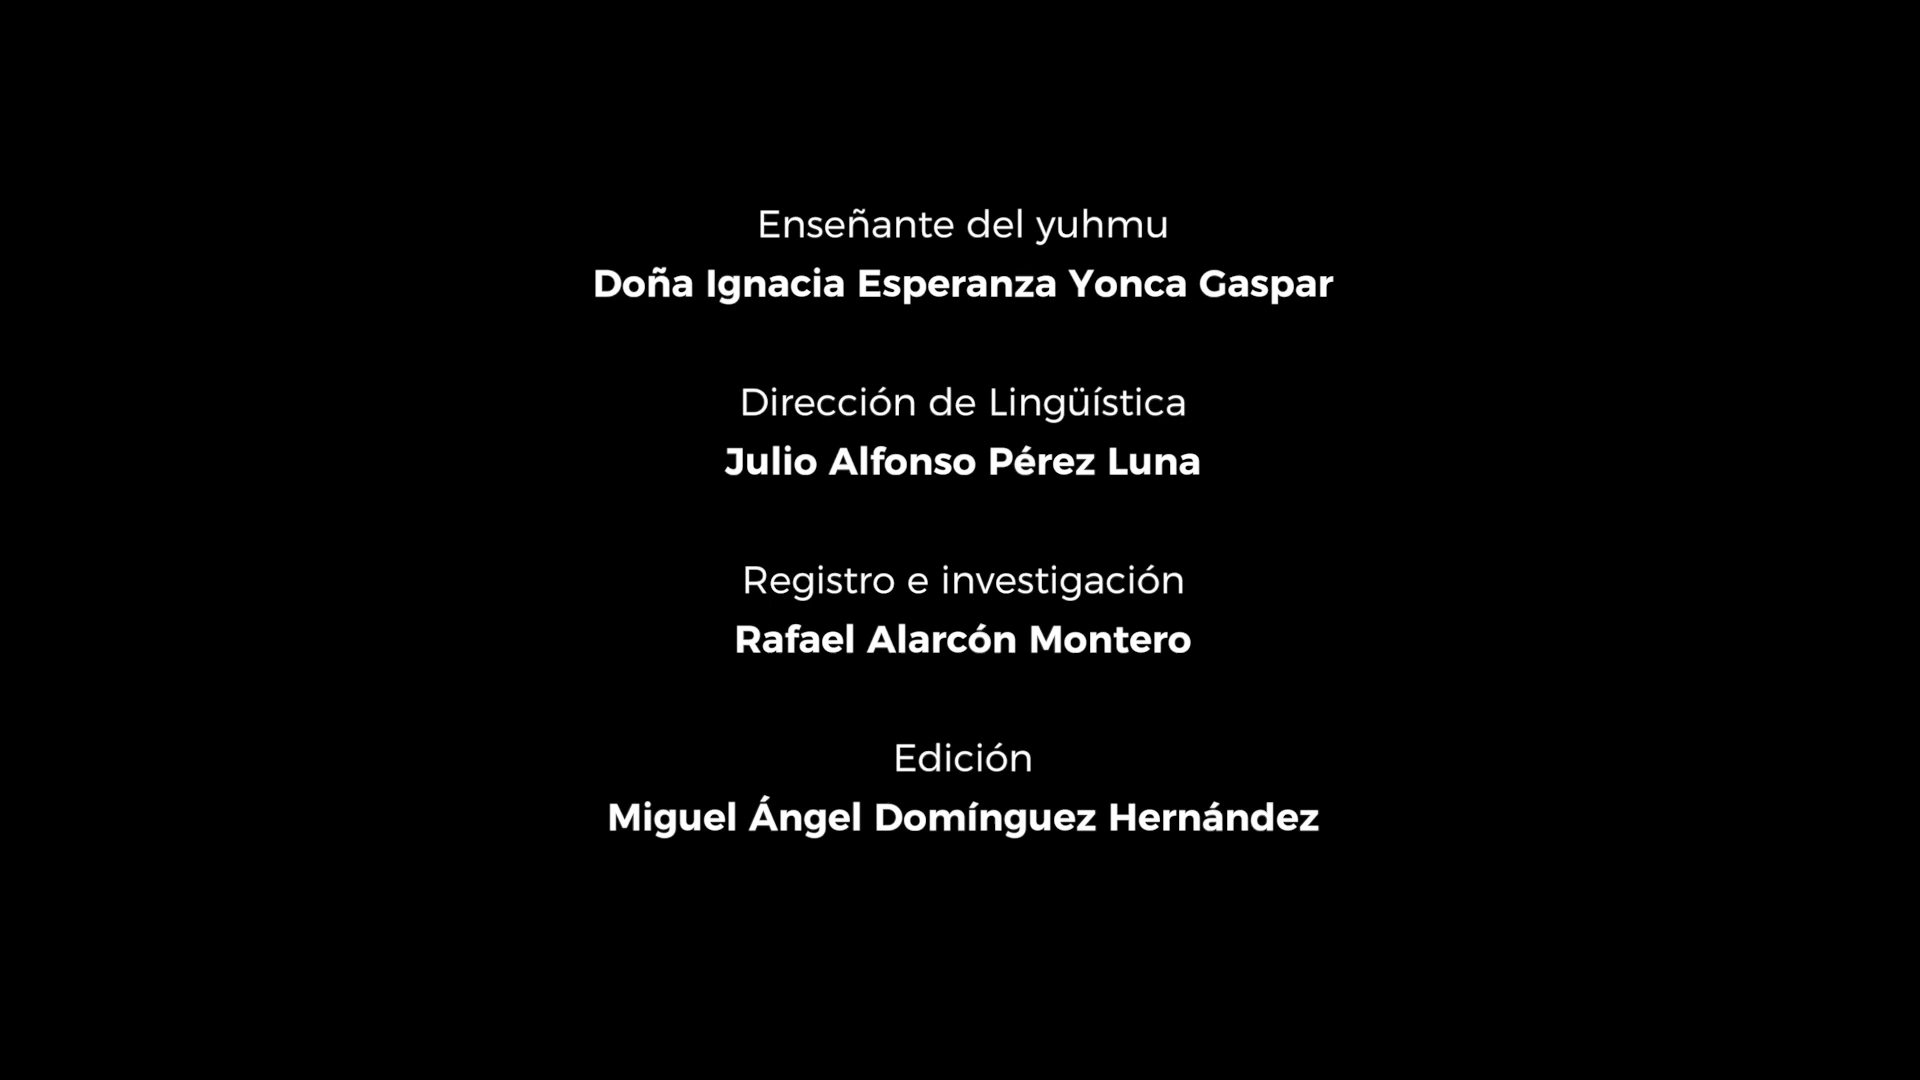 Enseñante del yuhmu
Doña Ignacia Esperanza Yonca Gaspar
Dirección de Lingüística
Julio Alfonso Pérez Luna
Registro e investigación
Rafael Alarcón Montero
Edición
Miguel Ángel Domínguez Hernández